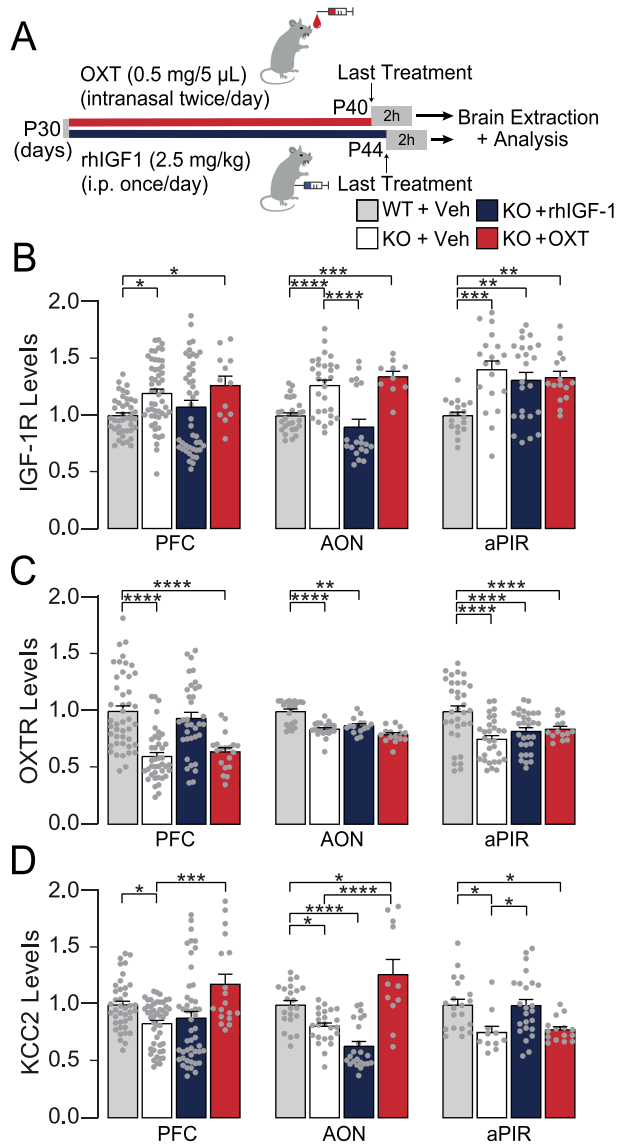 A
OXT (0.5 mg/5 µL)
(intranasal twice/day)
Last Treatment
P40
2h
Brain Extraction
+ Analysis
P30
(days)
2h
P44
rhIGF1 (2.5 mg/kg)
(i.p. once/day)
Last Treatment
WT + Veh
KO +rhIGF-1
KO + Veh
KO +OXT
B
IGF-1R Levels
2.0
1.5
1.0
0.5
0.0
* *
**** **** ***
*** ** **
PFC AON aPIR
C
OXTR Levels
2.0
1.5
1.0
0.5
0.0
**** ****
**** **
**** **** ****
PFC AON aPIR
D
KCC2 Levels
2.0
1.5
1.0
0.5
0.0
* ***
* **** **** *
* * *
PFC AON aPIR